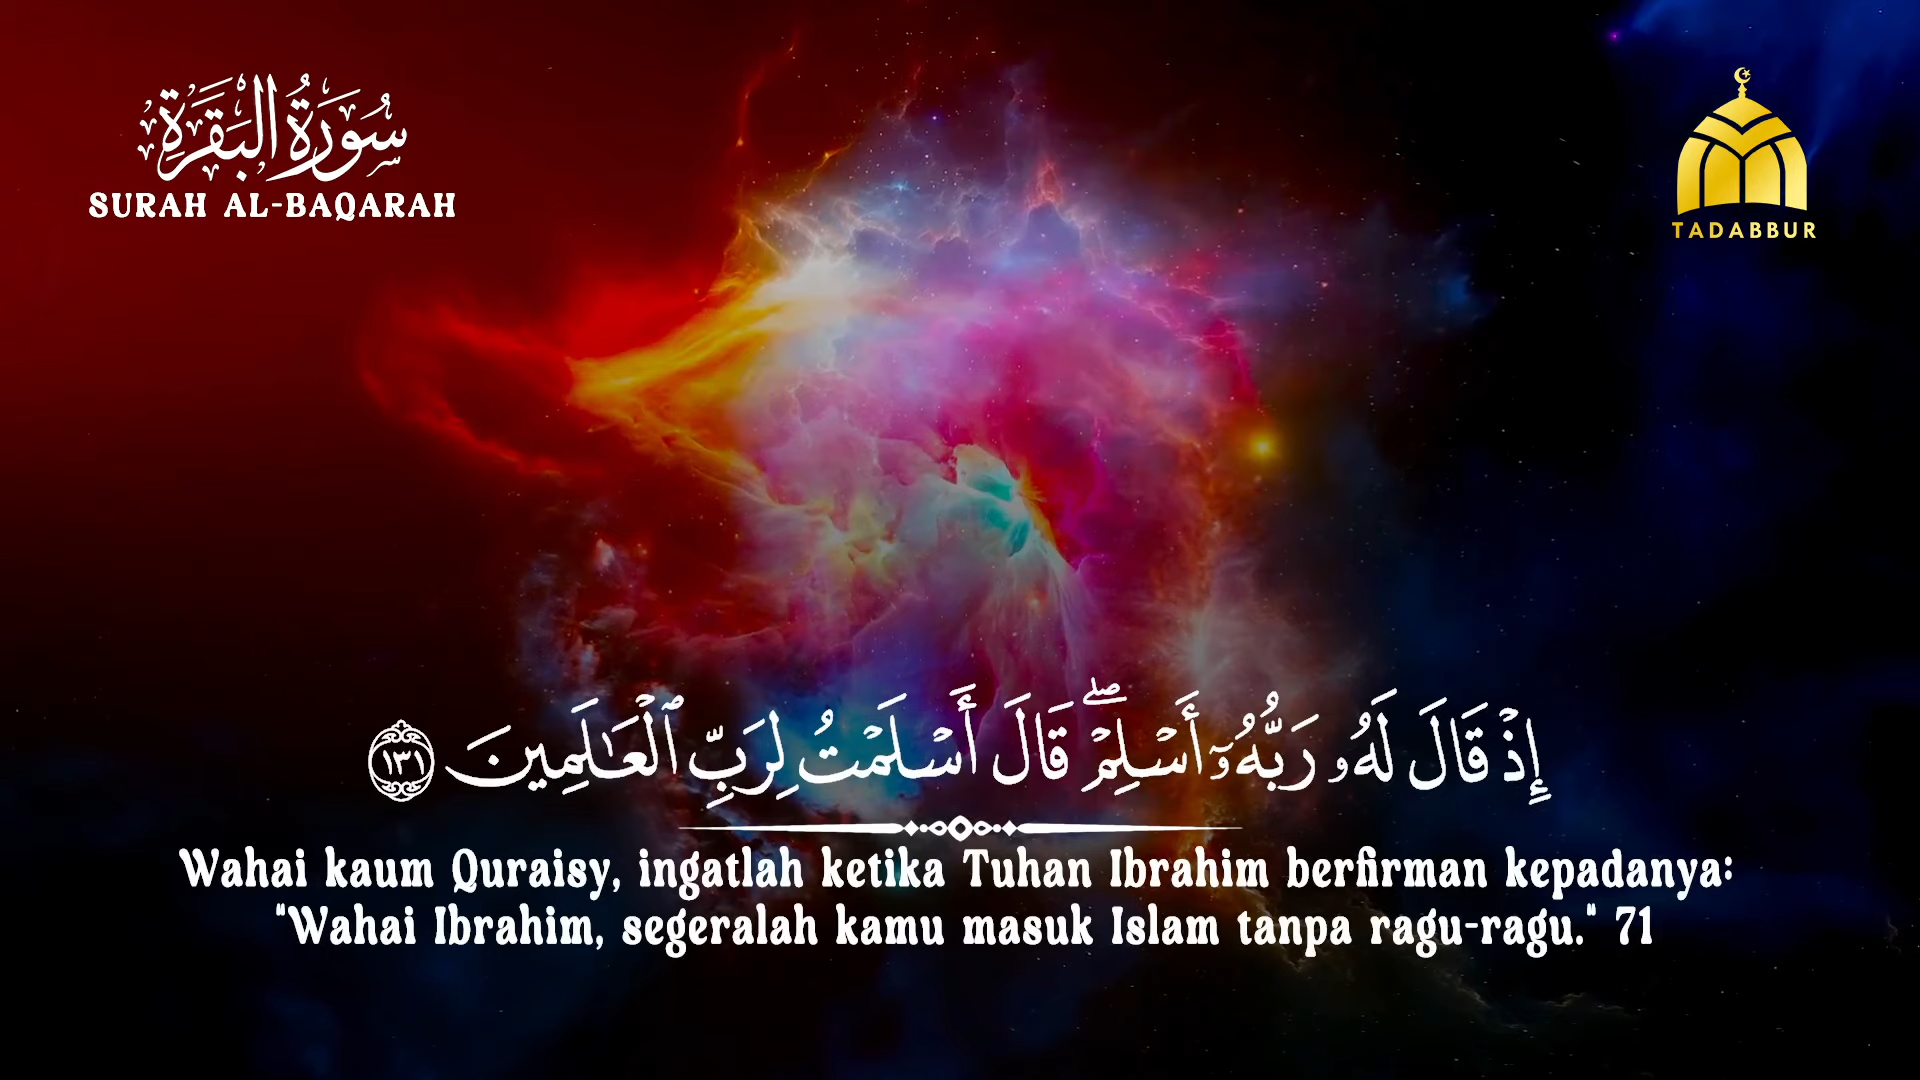 سُورَةُ الْبَقَرَةِ
SURAH AL-BAQARAH
TADABBUR
إِذْ قَالَ لَهُۥ رَبُّهُۥٓ أَسْلِمْ ۖ قَالَ أَسْلَمْتُ لِرَبِّ ٱلْعَـٰلَمِينَ ١٣١
Wahai kaum Quraisy, ingatlah ketika Tuhan Ibrahim berfirman kepadanya:
"Wahai Ibrahim, segeralah kamu masuk Islam tanpa ragu-ragu." 71